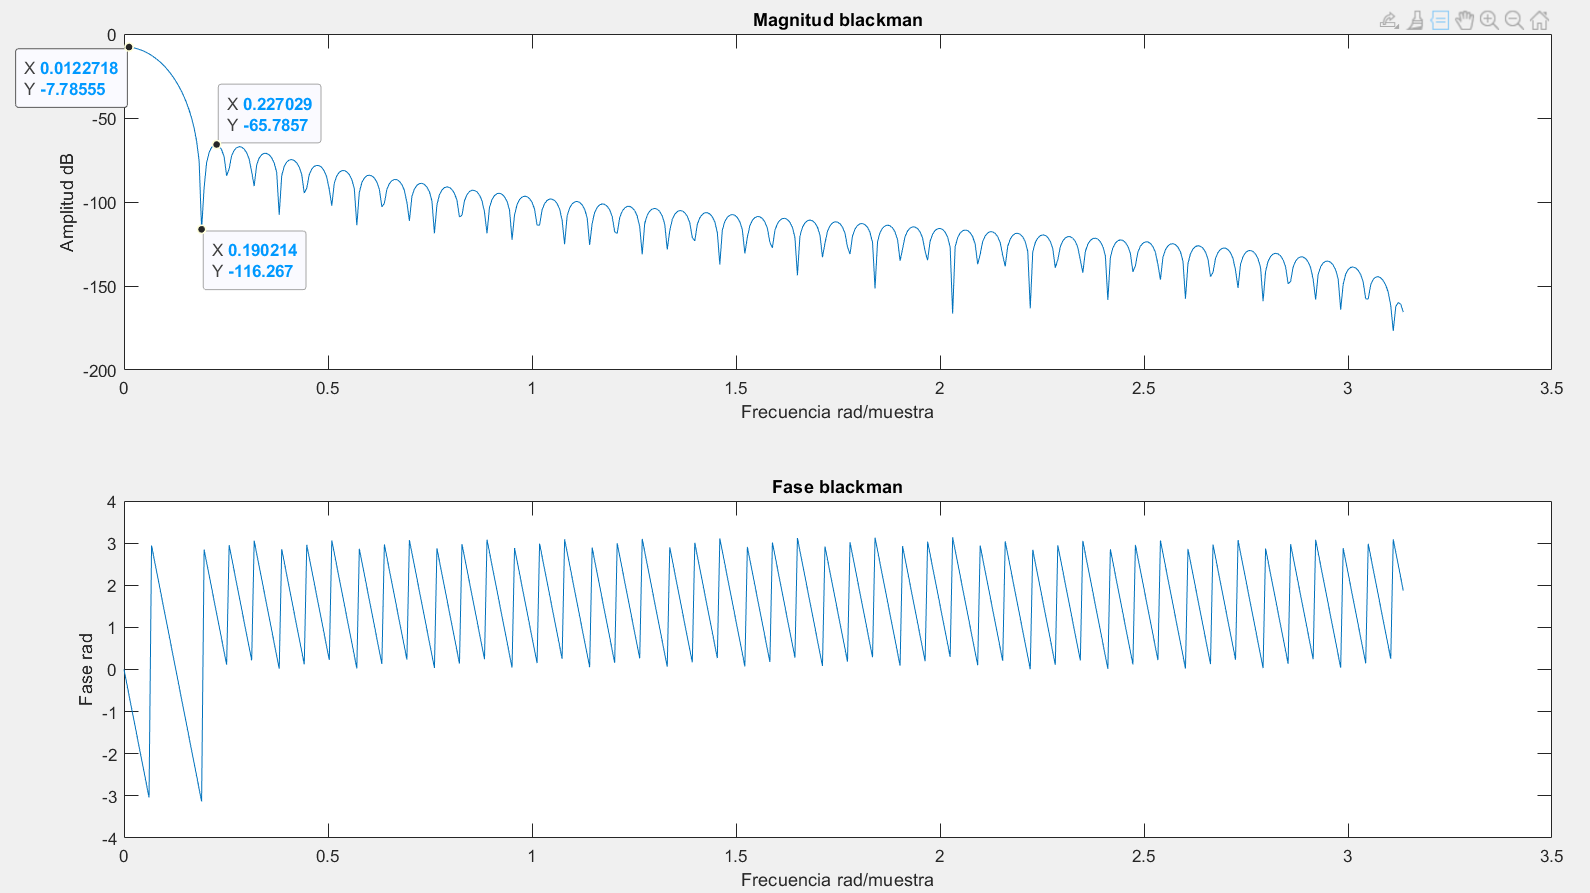 Magnitud blackman
0
X 0.0122718
Y -7.78555
X 0.227029
Y -65.7857
-50
Amplitud dB
-100
X 0.190214
Y -116.267
-150
-200
0 0.5 1 1.5 2 2.5 3 3.5
Frecuencia rad/muestra
Fase blackman
4
3
2
1
0
Fase rad
-1
-2
-3
-4
0 0.5 1 1.5 2 2.5 3 3.5
Frecuencia rad/muestra